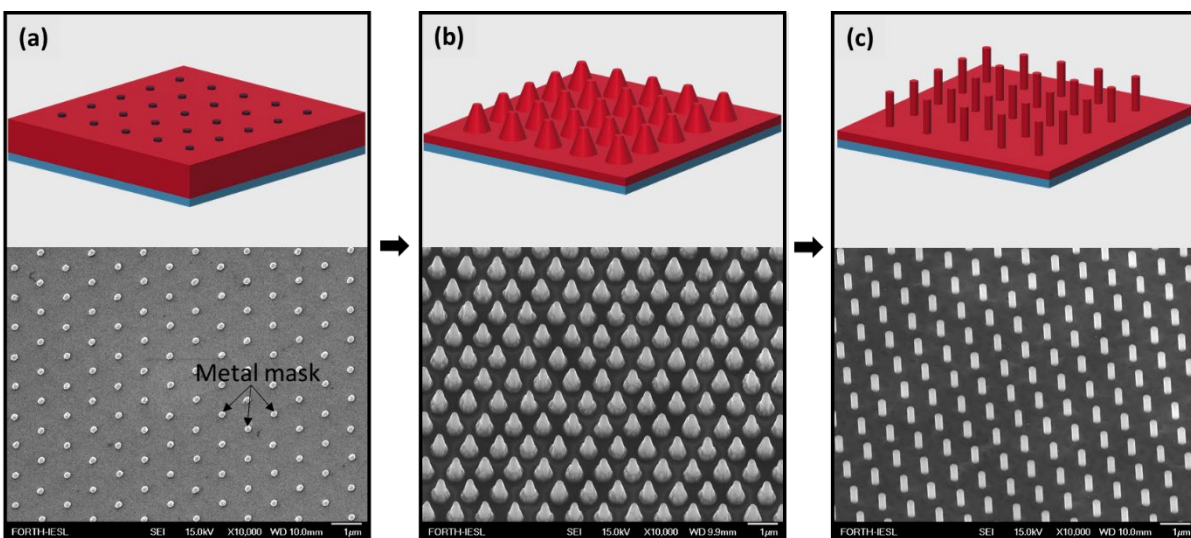 (a)
(b)
(c)
Metal mask
FORTH-IESL SEI 15.0kV X10,000 WD 10.0mm 1µm
FORTH-IESL SEI 15.0kV X10,000 WD 9.9mm 1µm
FORTH-IESL SEI 15.0kV X10,000 WD 10.0mm 1µm